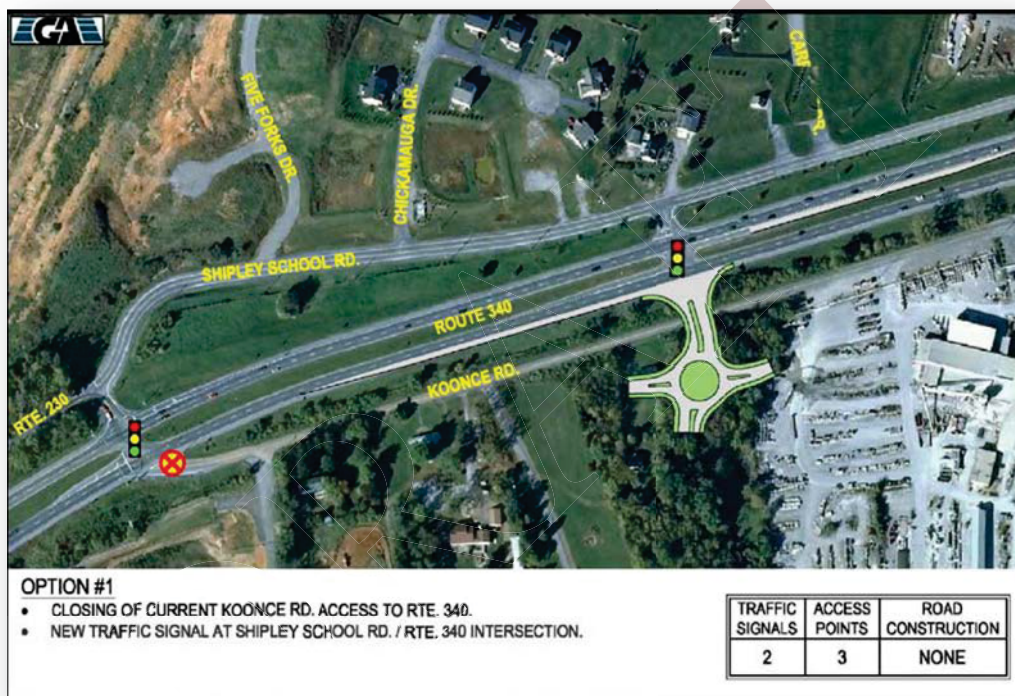 FIVE FORKS DR.
CHICKAMAUGA DR.
SHIPLEY SCHOOL RD.
ROUTE 340
KOONCE RD.
RTE. 230
OPTION #1
• CLOSING OF CURRENT KOONCE RD. ACCESS TO RTE. 340.
• NEW TRAFFIC SIGNAL AT SHIPLEY SCHOOL RD. / RTE. 340 INTERSECTION.
TRAFFIC SIGNALS ACCESS POINTS ROAD CONSTRUCTION
2 3 NONE